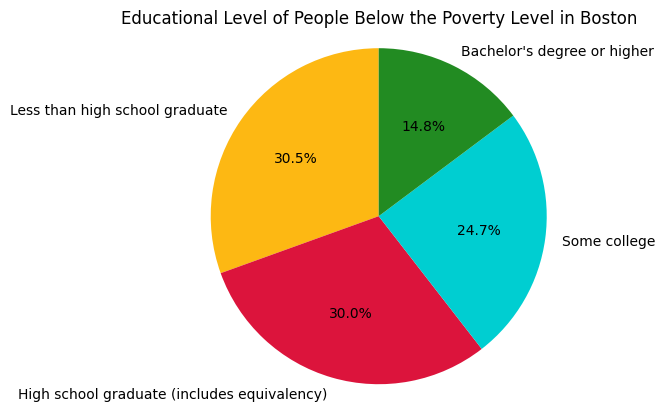 Educational Level of People Below the Poverty Level in Boston
Bachelor's degree or higher
Less than high school graduate
14.8%
30.5%
24.7%
Some college
30.0%
High school graduate (includes equivalency)